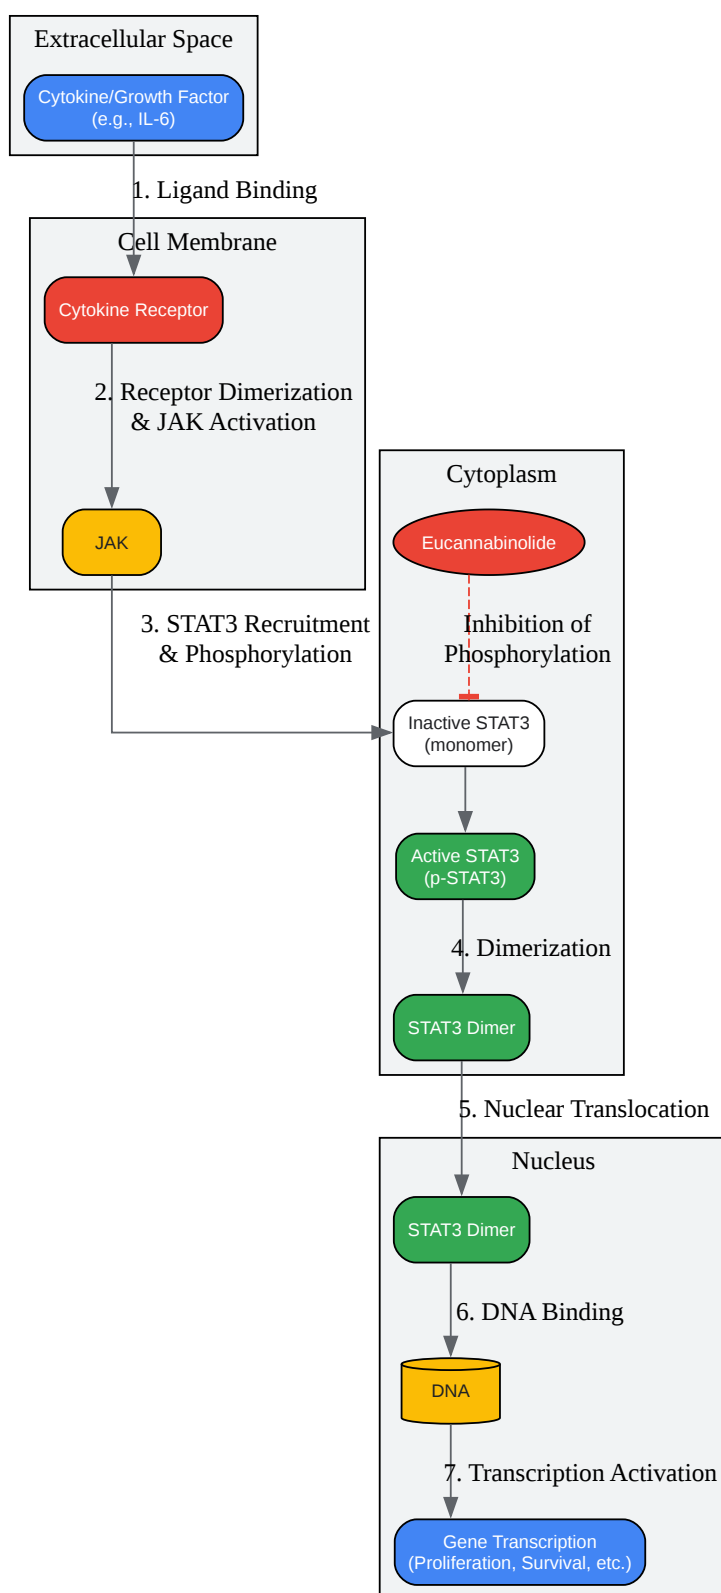 Extracellular Space
Cytokine/Growth Factor
(e.g., IL-6)
1. Ligand Binding
Cell Membrane
Cytokine Receptor
2. Receptor Dimerization
& JAK Activation
JAK
3. STAT3 Recruitment
& Phosphorylation
Cytoplasm
Eucannabinolide
Inhibition of
Phosphorylation
Inactive STAT3
(monomer)
Active STAT3
(p-STAT3)
4. Dimerization
STAT3 Dimer
5. Nuclear Translocation
Nucleus
STAT3 Dimer
6. DNA Binding
DNA
7. Transcription Activation
Gene Transcription
(Proliferation, Survival, etc.)